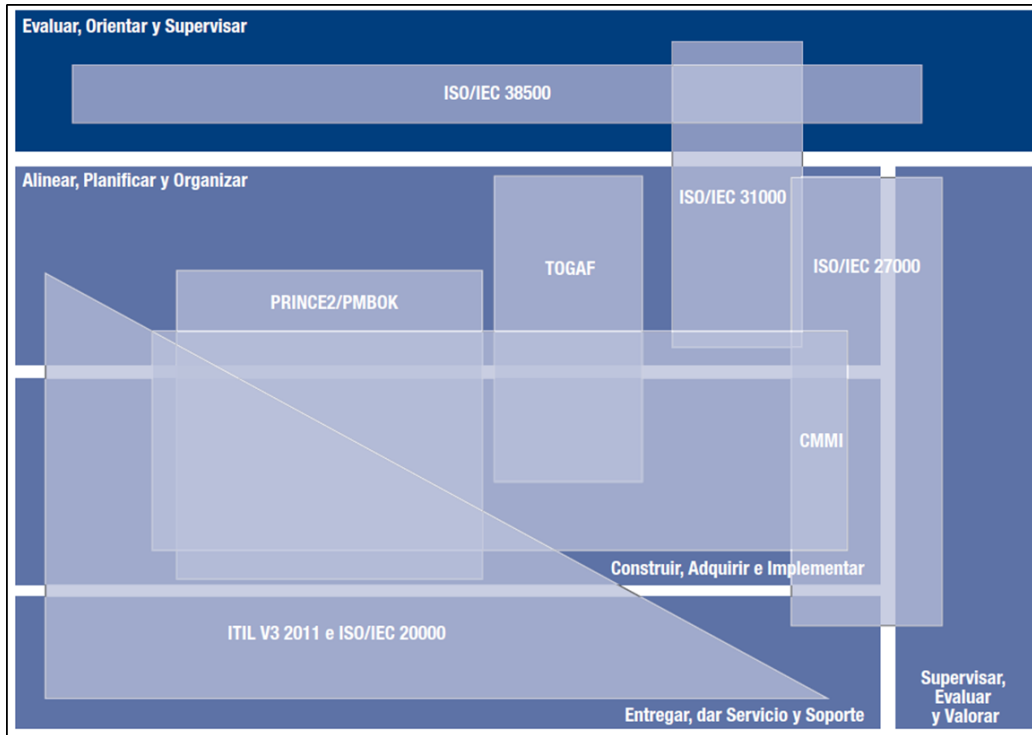 Evaluar, Orientar y Supervisar
ISO/IEC 38500
Alinear, Planificar y Organizar
ISO/IEC 31000
TOGAF
ISO/IEC 27000
PRINCE2/PMBOK
CMMI
Construir, Adquirir e Implementar
ITIL V3 2011 e ISO/IEC 20000
Entregar, dar Servicio y Soporte
Supervisar,
Evaluar
y Valorar